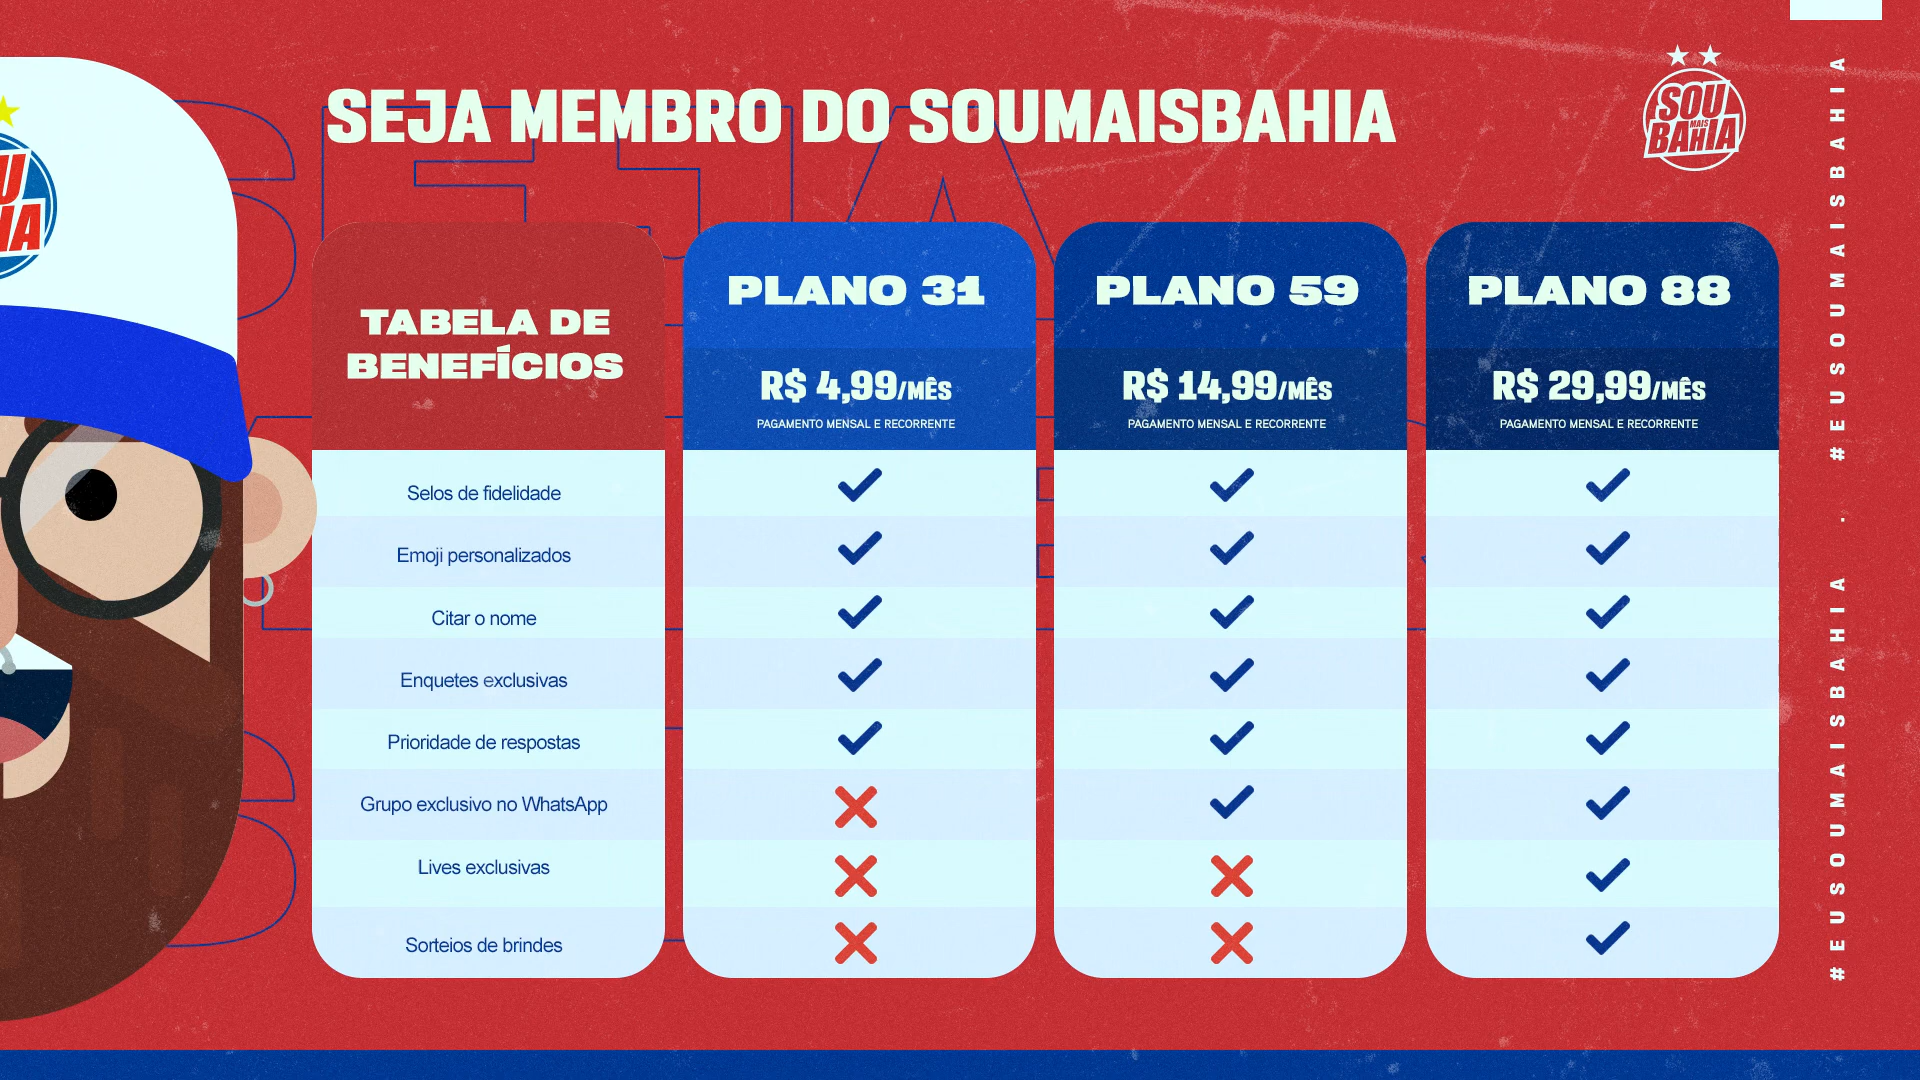 SEJA MEMBRO DO SOUMAISBAHIA
SOU
MAIS
BAHIA
U
IA
TABELA DE
BENEFÍCIOS
PLANO 31
R$ 4,99/MÊS
PAGAMENTO MENSAL E RECORRENTE
PLANO 59
R$ 14,99/MÊS
PAGAMENTO MENSAL E RECORRENTE
PLANO 88
R$ 29,99/MÊS
PAGAMENTO MENSAL E RECORRENTE
Selos de fidelidade
Emoji personalizados
Citar o nome
Enquetes exclusivas
Prioridade de respostas
Grupo exclusivo no WhatsApp
Lives exclusivas
Sorteios de brindes
#EUSOUMAISBAHIA . #EUSOUMAISBAHIA